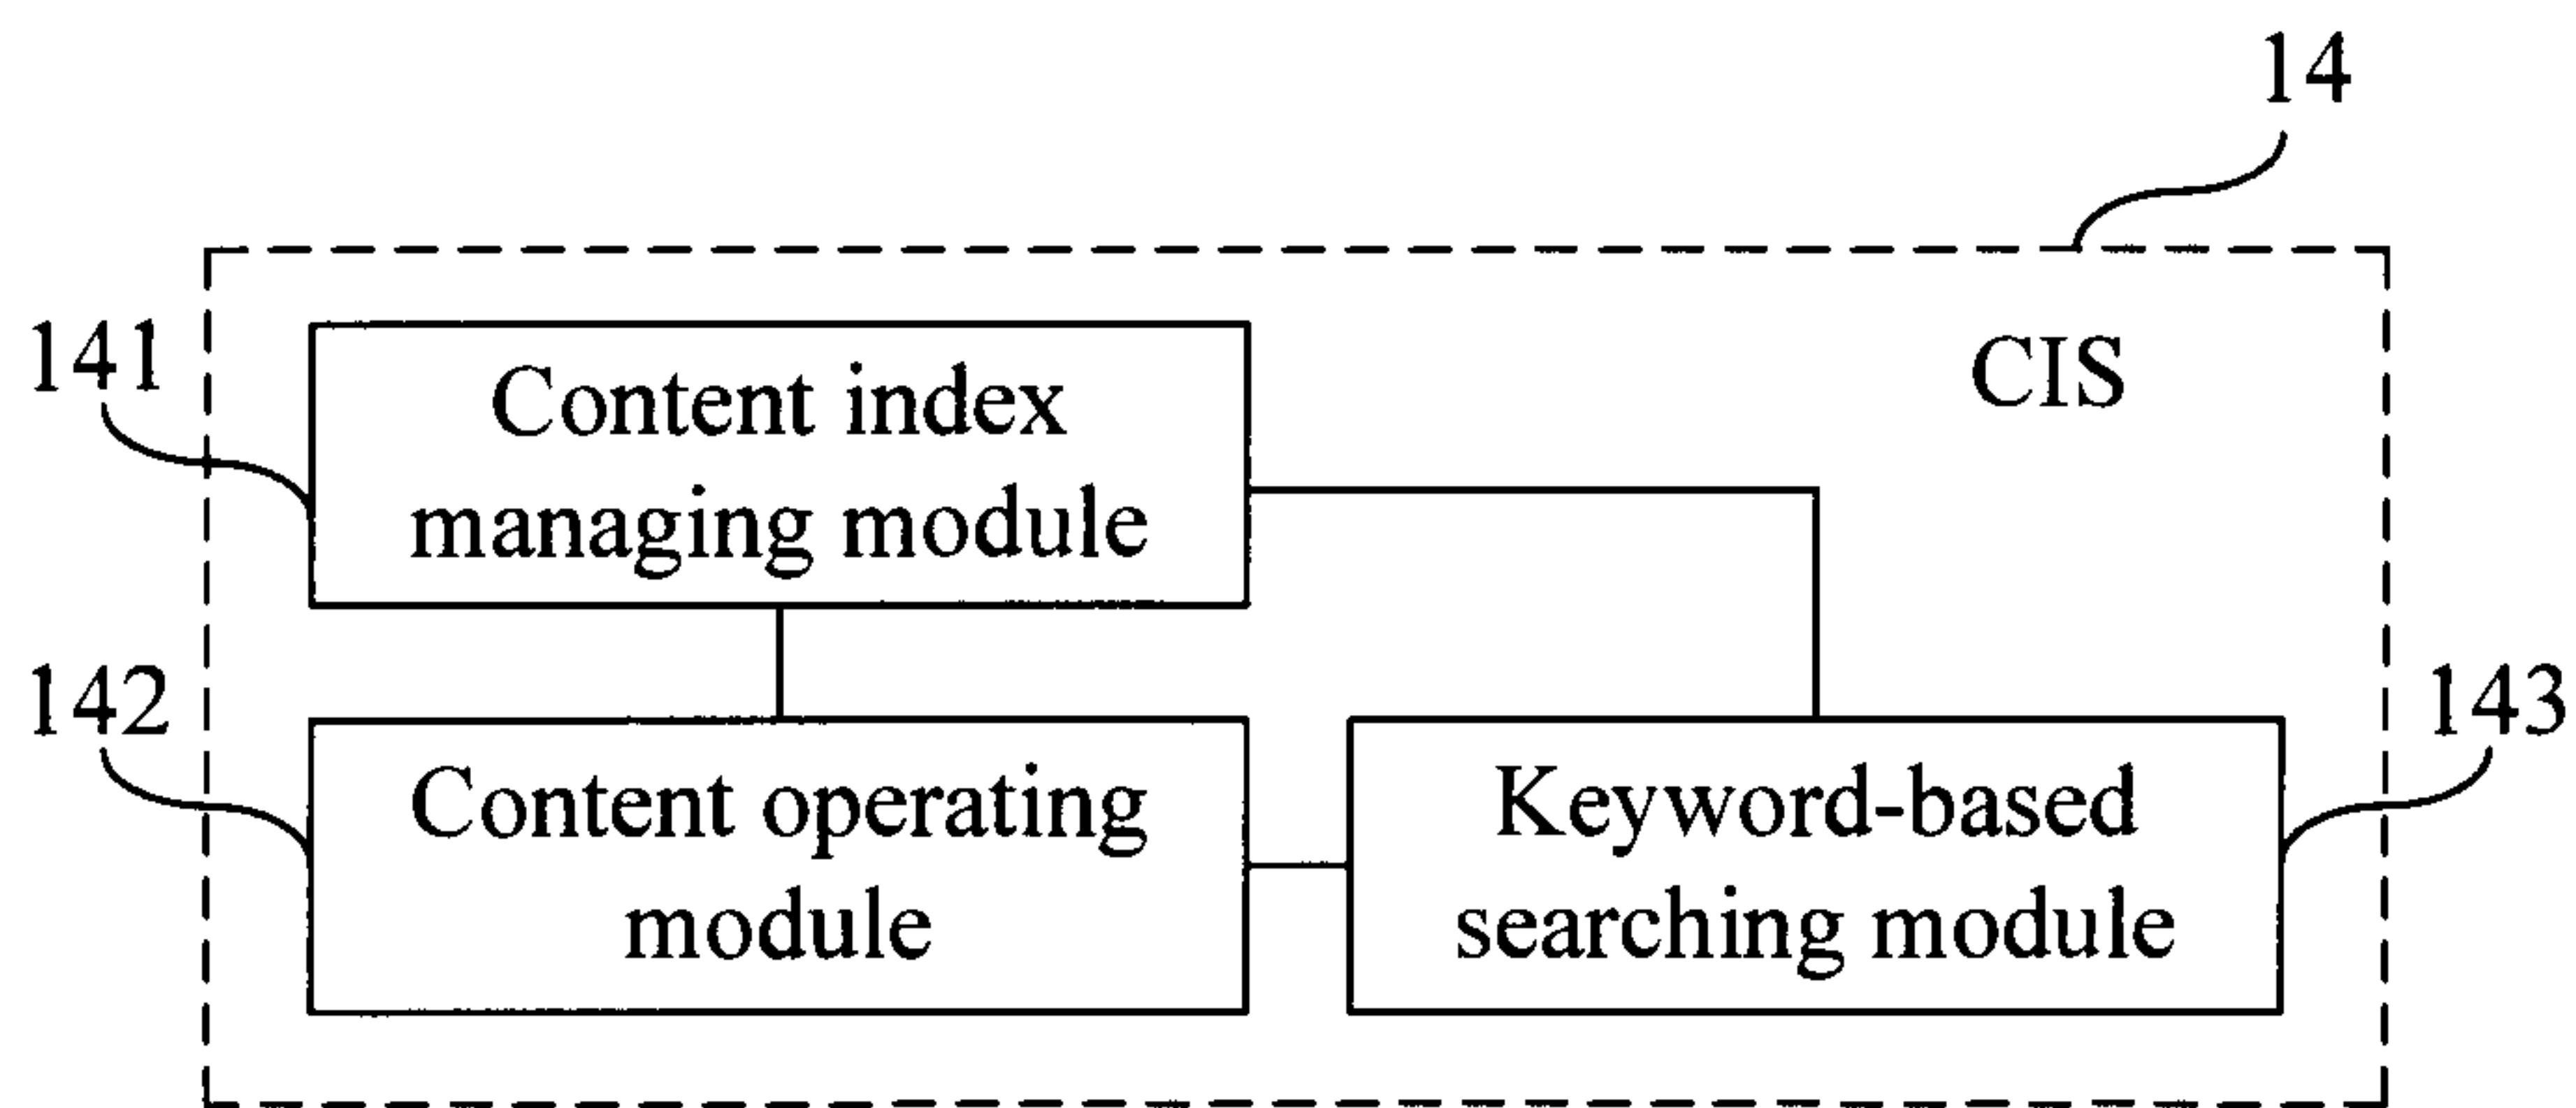 14
141
Content index
managing module
CIS
142
Content operating
module
Keyword-based
searching module
143